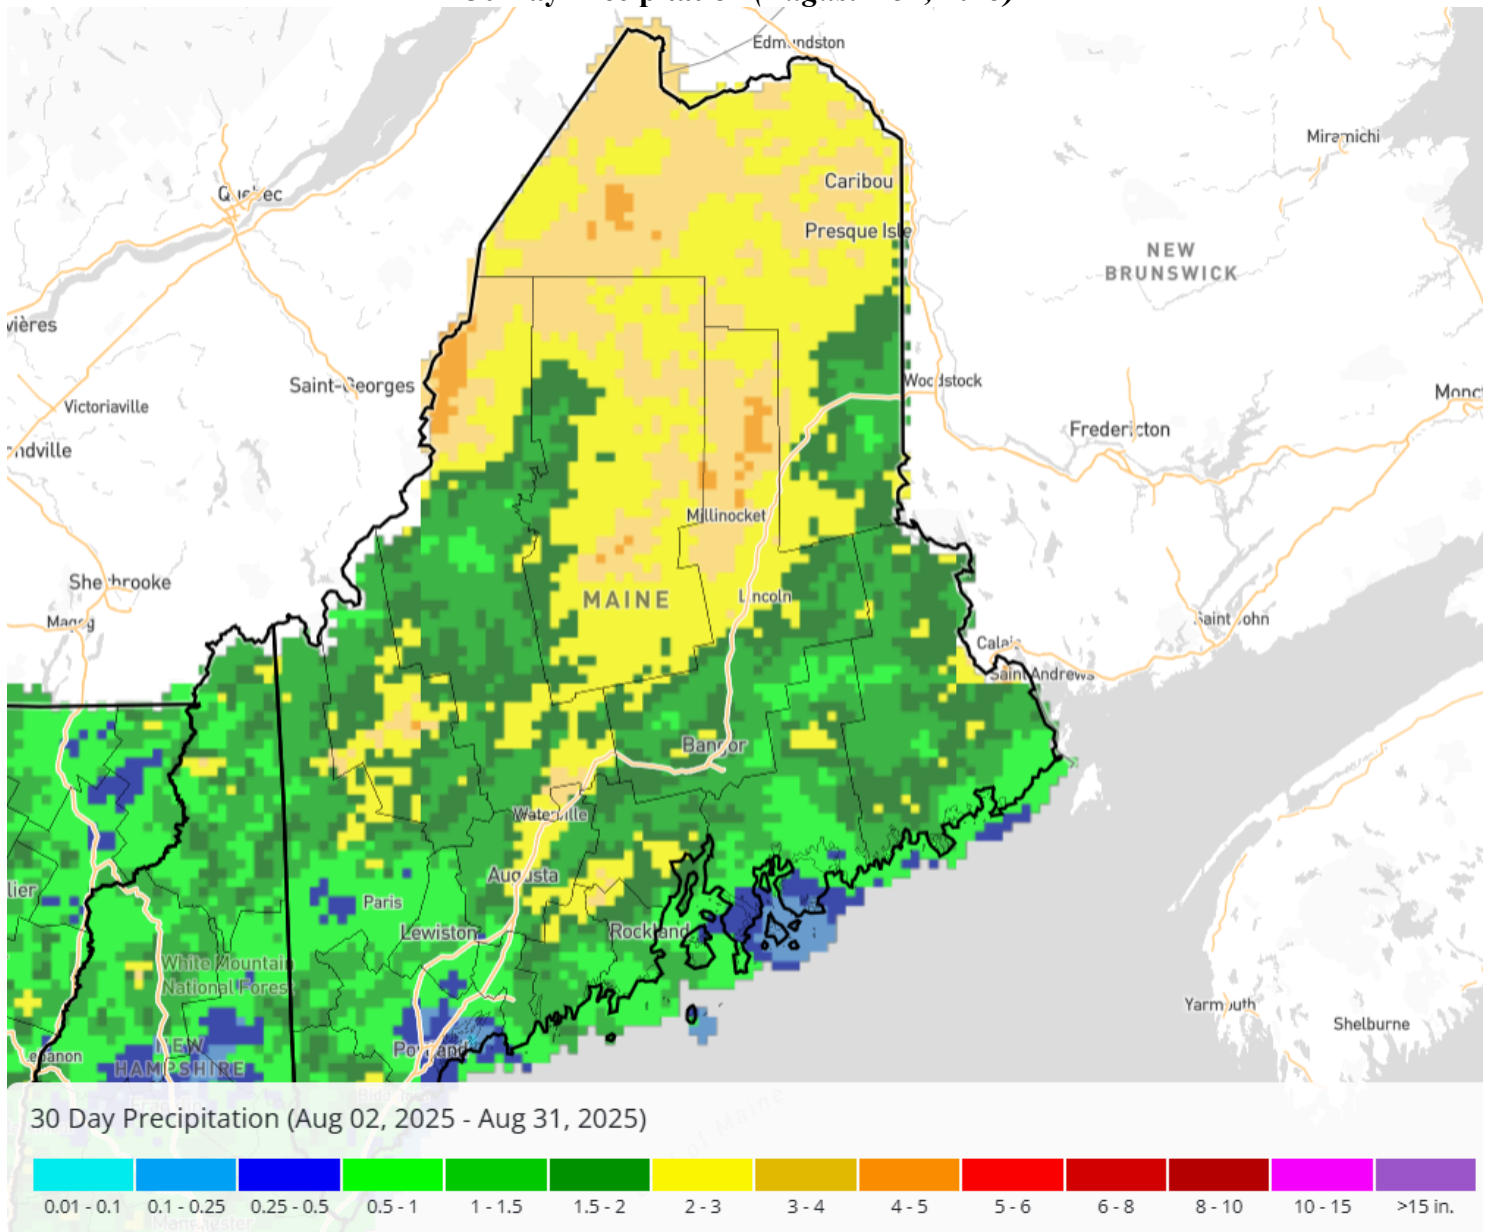 Edmundston
Miramichi
Caribou
Quebec
Presque Isle
NEW
BRUNSWICK
Saint-Georges
Woodstock
Victoriaville
Fredericton
Millinocket
Sherbrooke
MAINE
Lincoln
Magog
Saint John
Calais
Saint Andrews
Bangor
Waterville
Augusta
Paris
Lewiston
Rockland
White Mountain
National Fores
Yarmouth
Shelburne
Portland
NEW
HAMPSHIRE
ebanon
30 Day Precipitation (Aug 02, 2025 - Aug 31, 2025)
0.01 - 0.1 0.1 - 0.25 0.25 - 0.5 0.5 - 1 1 - 1.5 1.5 - 2 2 - 3 3 - 4 4 - 5 5 - 6 6 - 8 8 - 10 10 - 15 >15 in.
Manchester